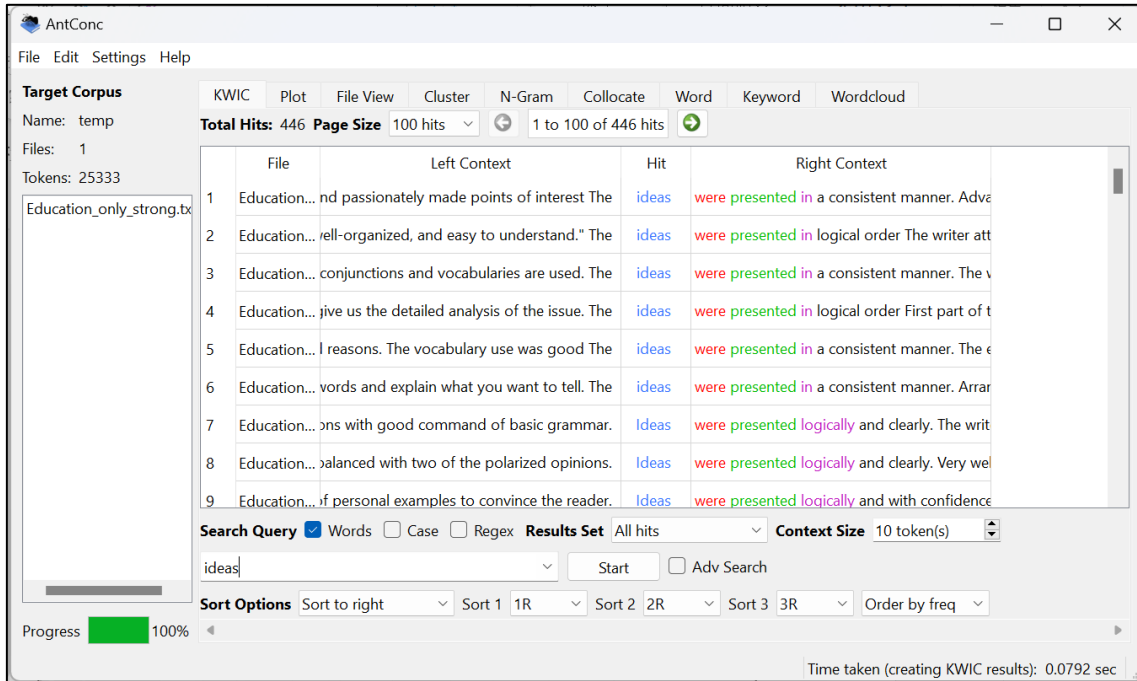 AntConc
File Edit Settings Help
Target Corpus
Name: temp
Files: 1
Tokens: 25333
Education_only_strong.tx
Progress 100%
KWIC Plot File View Cluster N-Gram Collocate Word Keyword Wordcloud
Total Hits: 446 Page Size 100 hits 1 to 100 of 446 hits
File Left Context Hit Right Context
1 Education... nd passionately made points of interest The ideas were presented in a consistent manner. Adva
2 Education... vell-organized, and easy to understand." The ideas were presented in logical order The writer att
3 Education... conjunctions and vocabularies are used. The ideas were presented in a consistent manner. The v
4 Education... give us the detailed analysis of the issue. The ideas were presented in logical order First part of t
5 Education... l reasons. The vocabulary use was good The ideas were presented in a consistent manner. The e
6 Education... words and explain what you want to tell. The ideas were presented in a consistent manner. Arrar
7 Education... ons with good command of basic grammar. Ideas were presented logically and clearly. The writ
8 Education... balanced with two of the polarized opinions. Ideas were presented logically and clearly. Very wel
9 Education... of personal examples to convince the reader. Ideas were presented logically and with confidence
Search Query Words Case Regex Results Set All hits Context Size 10 token(s)
ideas Start Adv Search
Sort Options Sort to right Sort 1 1R Sort 2 2R Sort 3 3R Order by freq
Time taken (creating KWIC results): 0.0792 sec